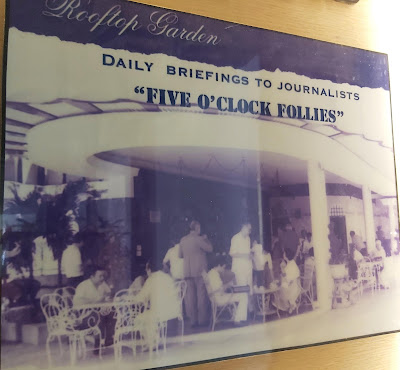 Rooftop Garden
DAILY BRIEFINGS TO JOURNALISTS
"FIVE O'CLOCK FOLLIES"